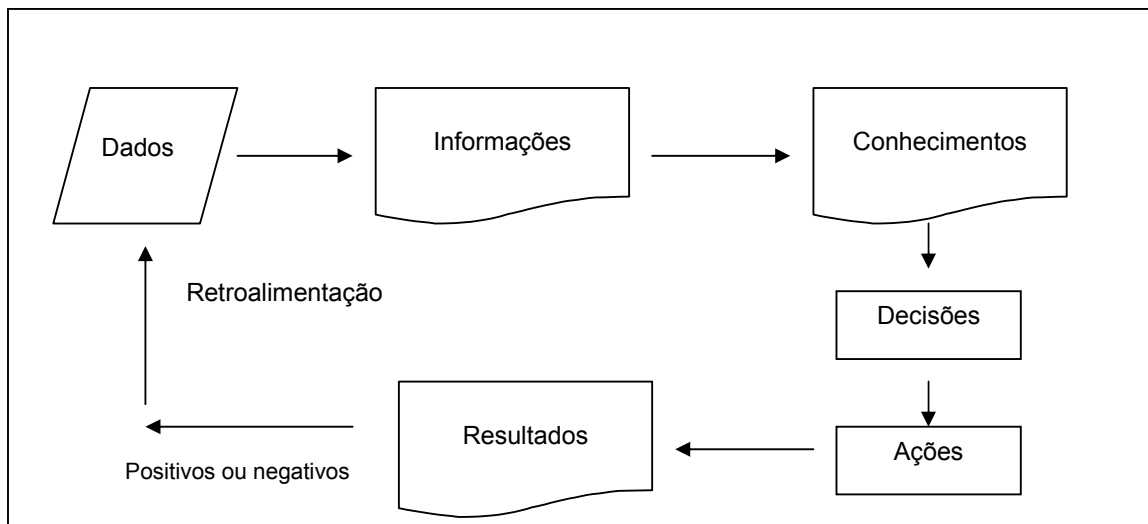 Dados
Informações
Conhecimentos
Retroalimentação
Decisões
Resultados
Ações
Positivos ou negativos